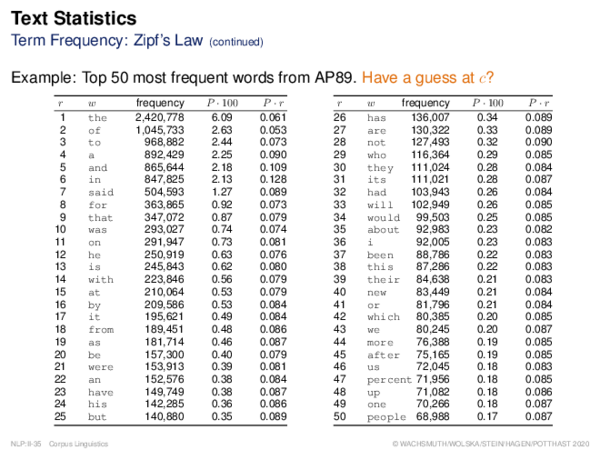 Text Statistics
Term Frequency: Zipf's Law (continued)
Example: Top 50 most frequent words from AP89. Have a guess at c?
r w frequency P · 100 P · r
1 the 2,420,778 6.09 0.061
2 of 1,045,733 2.63 0.053
3 to 968,882 2.44 0.073
4 a 892,429 2.25 0.090
5 and 865,644 2.18 0.109
6 in 847,825 2.13 0.128
7 said 504,593 1.27 0.089
8 for 363,865 0.92 0.073
9 that 347,072 0.87 0.079
10 was 293,027 0.74 0.074
11 on 291,947 0.73 0.081
12 he 250,919 0.63 0.076
13 is 245,843 0.62 0.080
14 with 223,846 0.56 0.079
15 at 210,064 0.53 0.079
16 by 209,586 0.53 0.084
17 it 195,621 0.49 0.084
18 from 189,451 0.48 0.086
19 as 181,714 0.46 0.087
20 be 157,300 0.40 0.079
21 were 153,913 0.39 0.081
22 an 152,576 0.38 0.084
23 have 149,749 0.38 0.087
24 his 142,285 0.36 0.086
25 but 140,880 0.35 0.089
r w frequency P · 100 P · r
26 has 136,007 0.34 0.089
27 are 130,322 0.33 0.089
28 not 127,493 0.32 0.090
29 who 116,364 0.29 0.085
30 they 111,024 0.28 0.084
31 its 111,021 0.28 0.087
32 had 103,943 0.26 0.084
33 will 102,949 0.26 0.085
34 would 99,503 0.25 0.085
35 about 92,983 0.23 0.082
36 i 92,005 0.23 0.083
37 been 88,786 0.22 0.083
38 this 87,286 0.22 0.083
39 their 84,638 0.21 0.083
40 new 83,449 0.21 0.084
41 or 81,796 0.21 0.084
42 which 80,385 0.20 0.085
43 we 80,245 0.20 0.087
44 more 76,388 0.19 0.085
45 after 75,165 0.19 0.085
46 us 72,045 0.18 0.083
47 percent 71,956 0.18 0.085
48 up 71,082 0.18 0.086
49 one 70,266 0.18 0.087
50 people 68,988 0.17 0.087
NLP:II-35 Corpus Linguistics
© WACHSMUTH/WOLSKA/STEIN/HAGEN/POTTHAST 2020